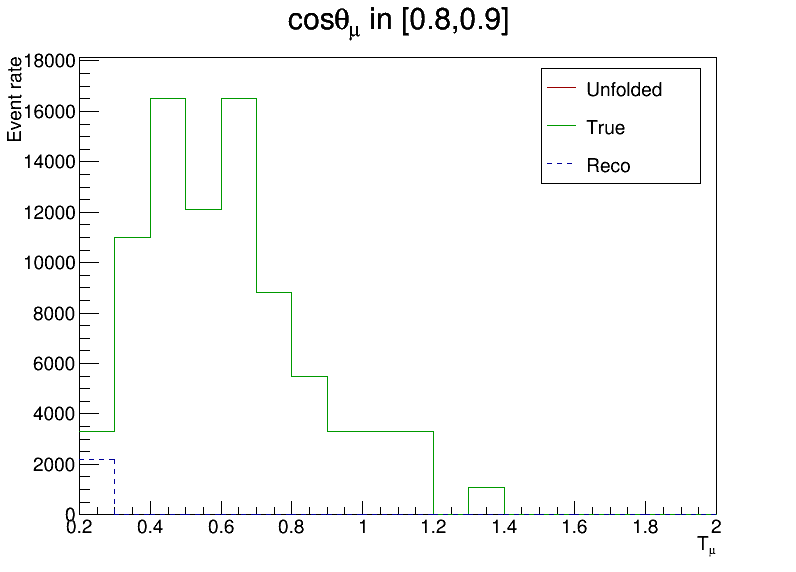 cosθμ in [0.8,0.9]
Event rate
18000
16000
14000
12000
10000
8000
6000
4000
2000
0
Unfolded
True
Reco
0.2 0.4 0.6 0.8 1 1.2 1.4 1.6 1.8 2
Tμ